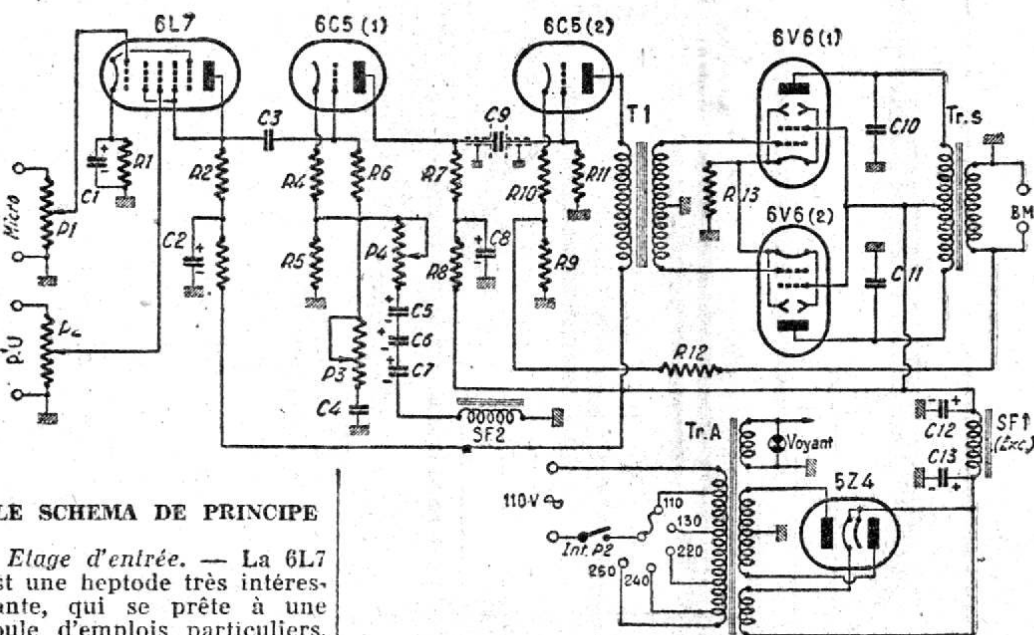 6L7
6C5 (1)
6C5 (2)
6V6 (1)
C3
C9
T1
C10
Tr.S
C1
R1
R2
R4
R6
R7
R10
R11
R13
Micro
P1
BM
6V6 (2)
C2
R5
P4
R8
C8
R9
C11
C5
P.U
C6
R12
P3
C7
C4
SF2
Tr.A
Voyant
C12
SF1
(Exc.)
C13
LE SCHEMA DE PRINCIPE
110V
110
5Z4
130
Etage d'entrée. — La 6L7
Int. P2
220
st une heptode très intéres-
260
240
ante, qui se prête à une
oule d'emplois particuliers.